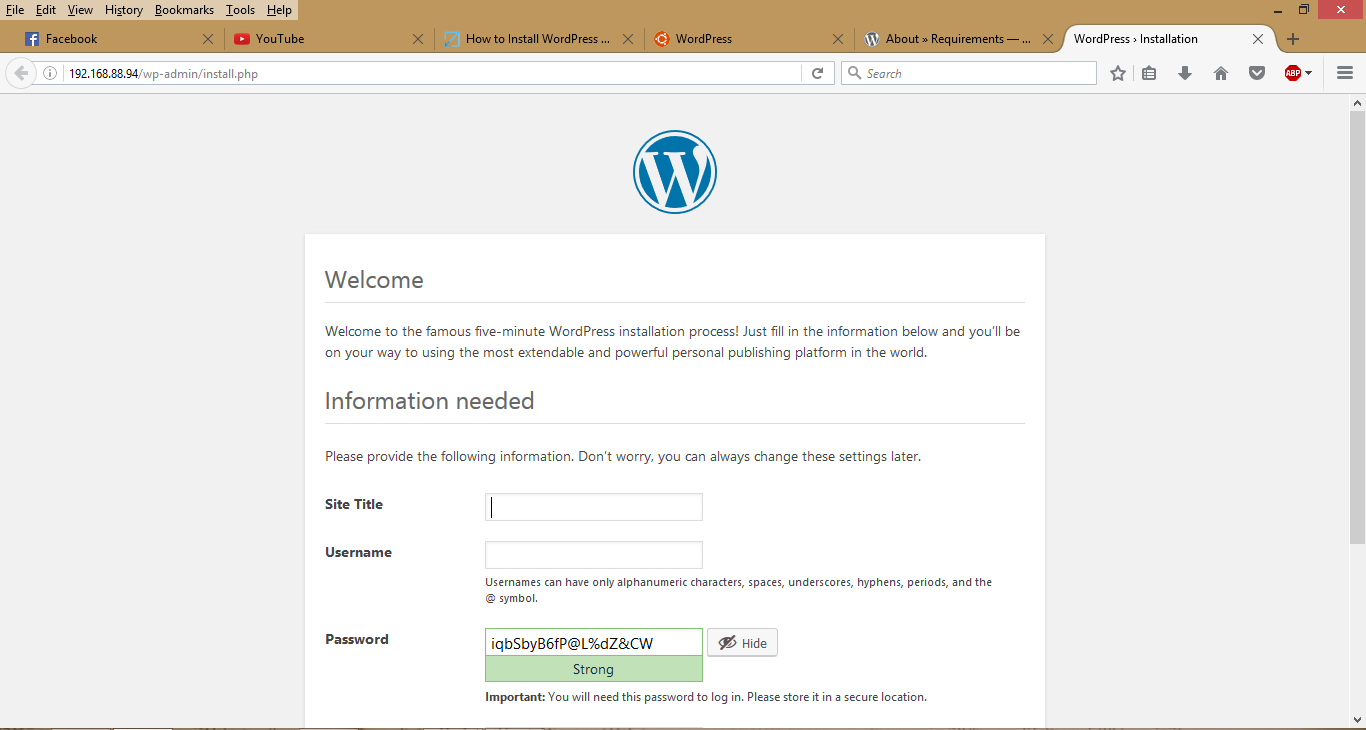 File Edit View History Bookmarks Tools Help
Facebook YouTube How to Install WordPress ... WordPress About » Requirements — ... WordPress › Installation
192.168.88.94/wp-admin/install.php Search ABP
W
Welcome
Welcome to the famous five-minute WordPress installation process! Just fill in the information below and you'll be
on your way to using the most extendable and powerful personal publishing platform in the world.
Information needed
Please provide the following information. Don't worry, you can always change these settings later.
Site Title
Username
Usernames can have only alphanumeric characters, spaces, underscores, hyphens, periods, and the
@ symbol.
Password iqbSbyB6fP@L%dZ&CW Hide
Strong
Important: You will need this password to log in. Please store it in a secure location.